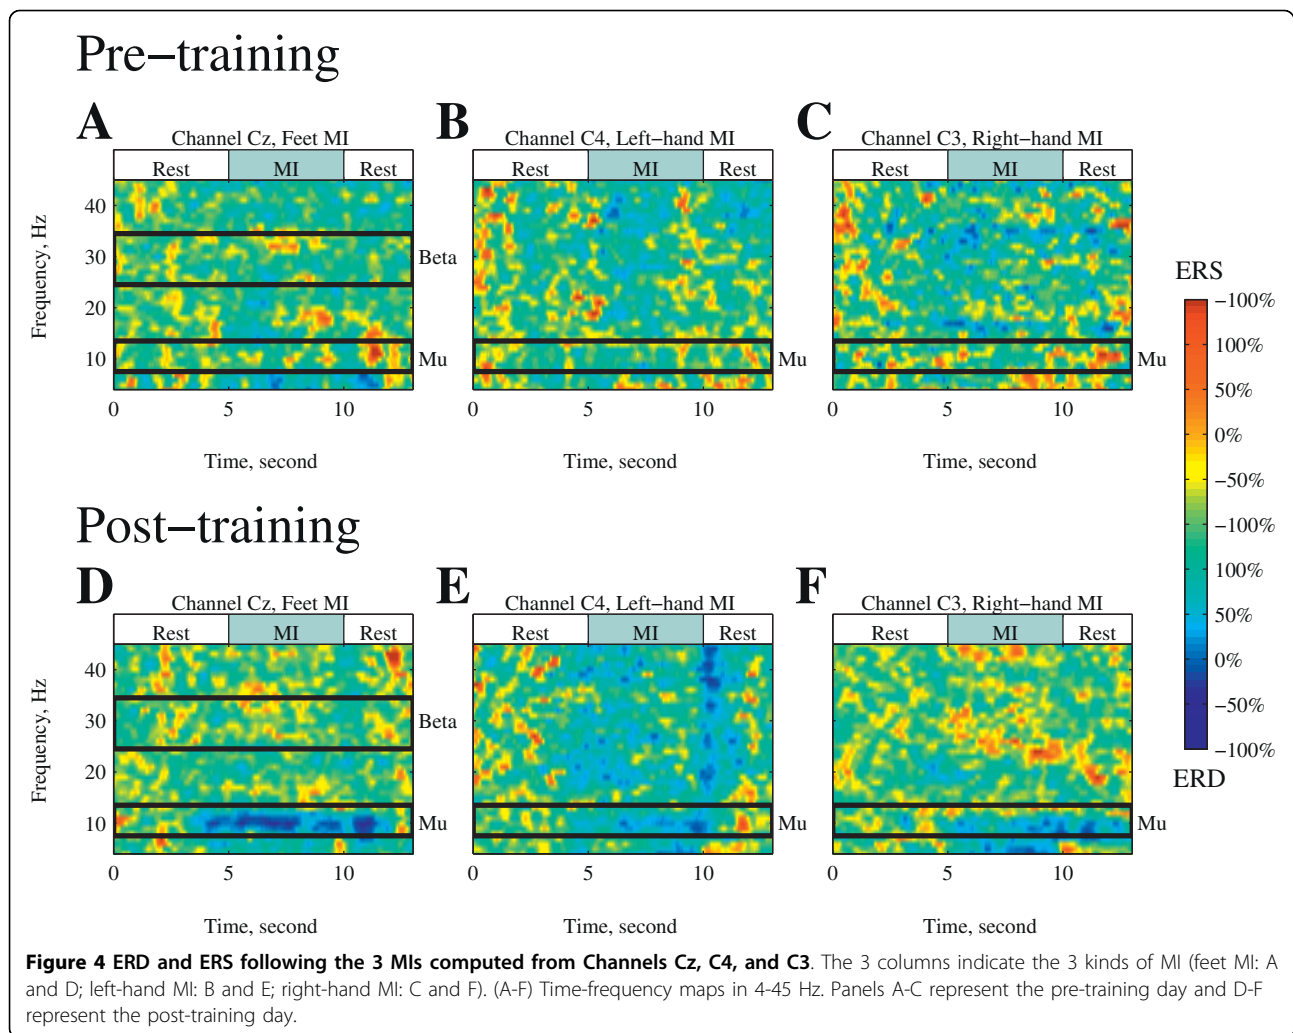 Pre−training
A
B
C
Channel Cz, Feet MI
Channel C4, Left−hand MI
Channel C3, Right−hand MI
Rest MI Rest
Rest MI Rest
Rest MI Rest
Frequency, Hz
40
30
20
10
Beta
Mu
Mu
Mu
0 5 10
0 5 10
0 5 10
Time, second
Time, second
Time, second
ERS
−100%
100%
50%
0%
−50%
−100%
100%
50%
0%
−50%
−100%
ERD
Post−training
D
E
F
Channel Cz, Feet MI
Channel C4, Left−hand MI
Channel C3, Right−hand MI
Rest MI Rest
Rest MI Rest
Rest MI Rest
Frequency, Hz
40
30
20
10
Beta
Mu
Mu
Mu
0 5 10
0 5 10
0 5 10
Time, second
Time, second
Time, second
Figure 4 ERD and ERS following the 3 MIs computed from Channels Cz, C4, and C3. The 3 columns indicate the 3 kinds of MI (feet MI: A
and D; left-hand MI: B and E; right-hand MI: C and F). (A-F) Time-frequency maps in 4-45 Hz. Panels A-C represent the pre-training day and D-F
represent the post-training day.